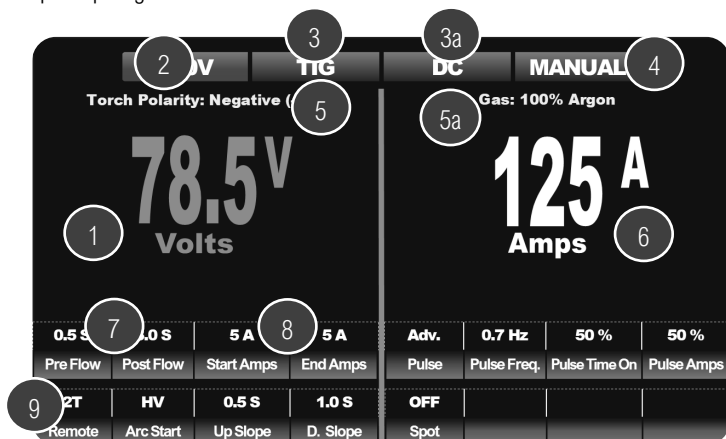 3 3a
2 V TIG DC MANUAL 4
Torch Polarity: Negative ( Gas: 100% Argon
5 5a
78.5 V 125 A
1 Volts Amps 6
0.5 S 7 .0 S 5 A 8 5 A Adv. 0.7 Hz 50 % 50 %
Pre Flow Post Flow Start Amps End Amps Pulse Pulse Freq. Pulse Time On Pulse Amps
9 2T HV 0.5 S 1.0 S OFF
Remote Arc Start Up Slope D. Slope Spot